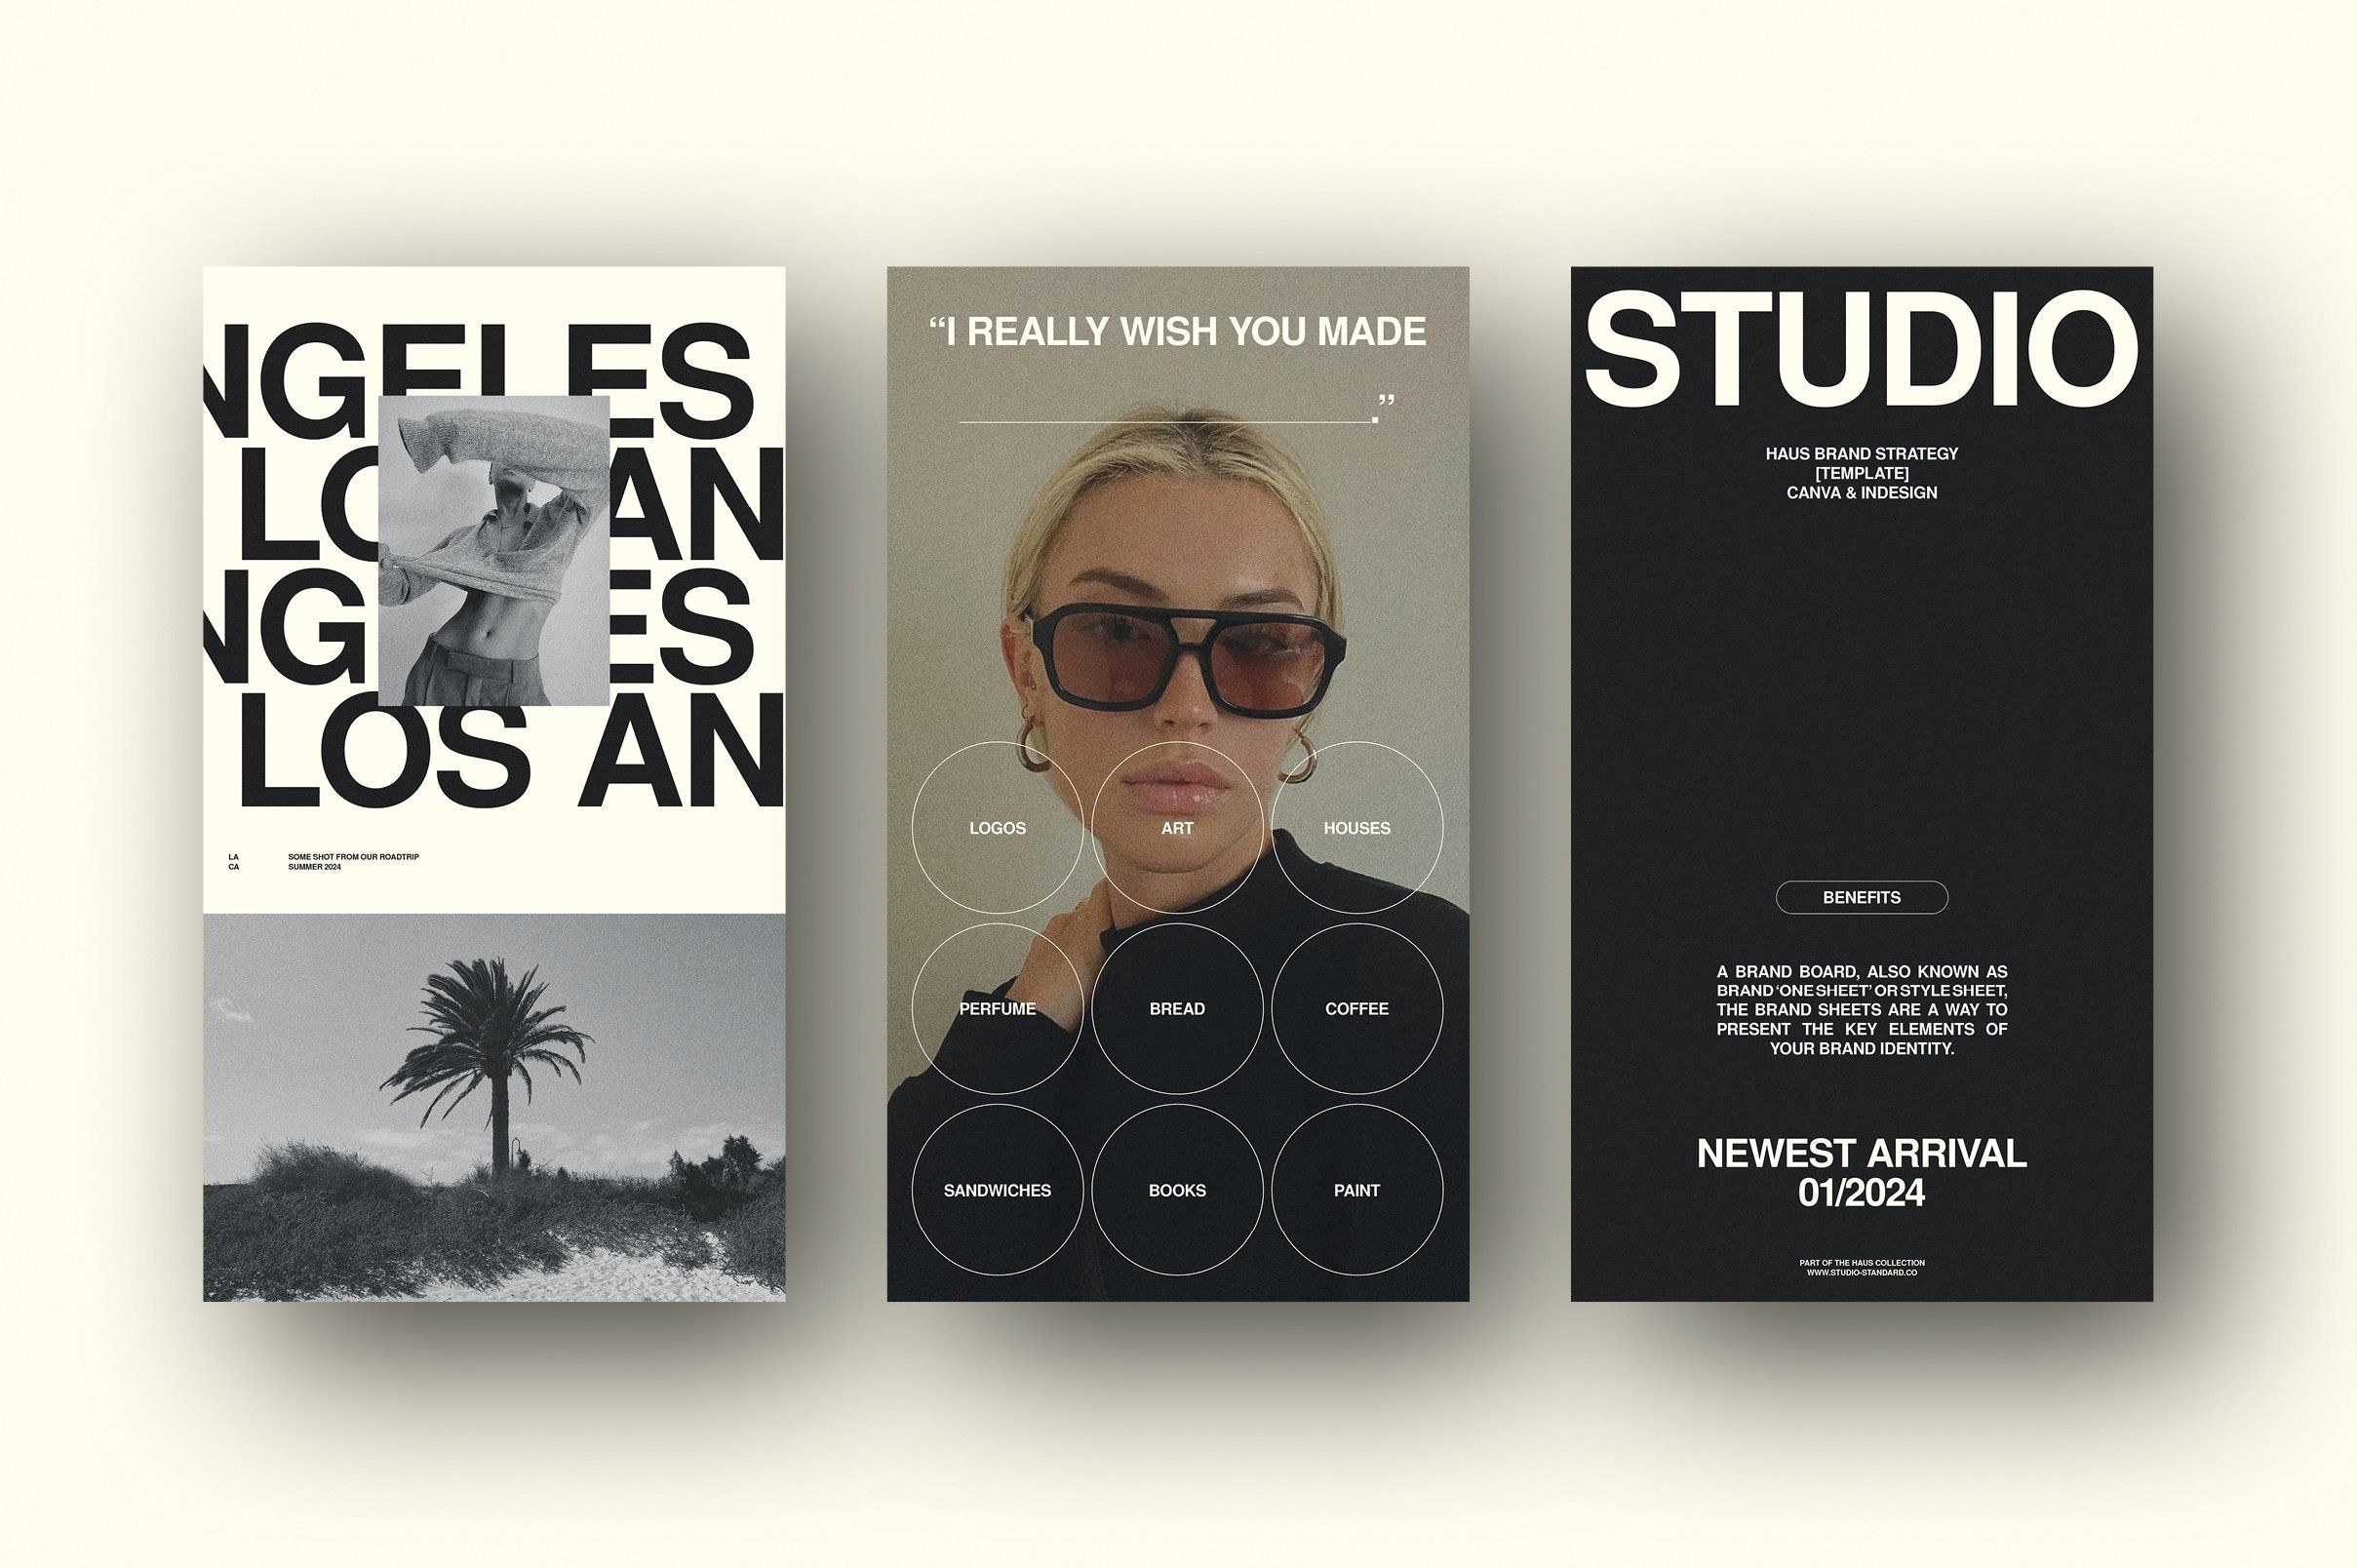 NGELES
LOS AN
NGELES
LOS AN
LA
CA
SOME SHOT FROM OUR ROADTRIP
SUMMER 2024
“I REALLY WISH YOU MADE
.”
LOGOS
ART
HOUSES
PERFUME
BREAD
COFFEE
SANDWICHES
BOOKS
PAINT
STUDIO
HAUS BRAND STRATEGY
[TEMPLATE]
CANVA & INDESIGN
BENEFITS
A BRAND BOARD, ALSO KNOWN AS
BRAND ‘ONE SHEET’ OR STYLE SHEET,
THE BRAND SHEETS ARE A WAY TO
PRESENT THE KEY ELEMENTS OF
YOUR BRAND IDENTITY.
NEWEST ARRIVAL
01/2024
PART OF THE HAUS COLLECTION
WWW.STUDIO-STANDARD.CO